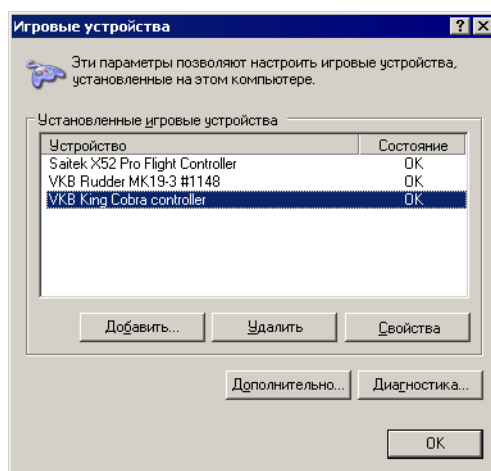 Игровые устройства
Эти параметры позволяют настроить игровые устройства,
установленные на этом компьютере.
Установленные игровые устройства
Устройство Состояние
Saitek X52 Pro Flight Controller OK
VKB Rudder MK19-3 #1148 OK
VKB King Cobra controller OK
Добавить... Удалить Свойства
Дополнительно... Диагностика...
OK